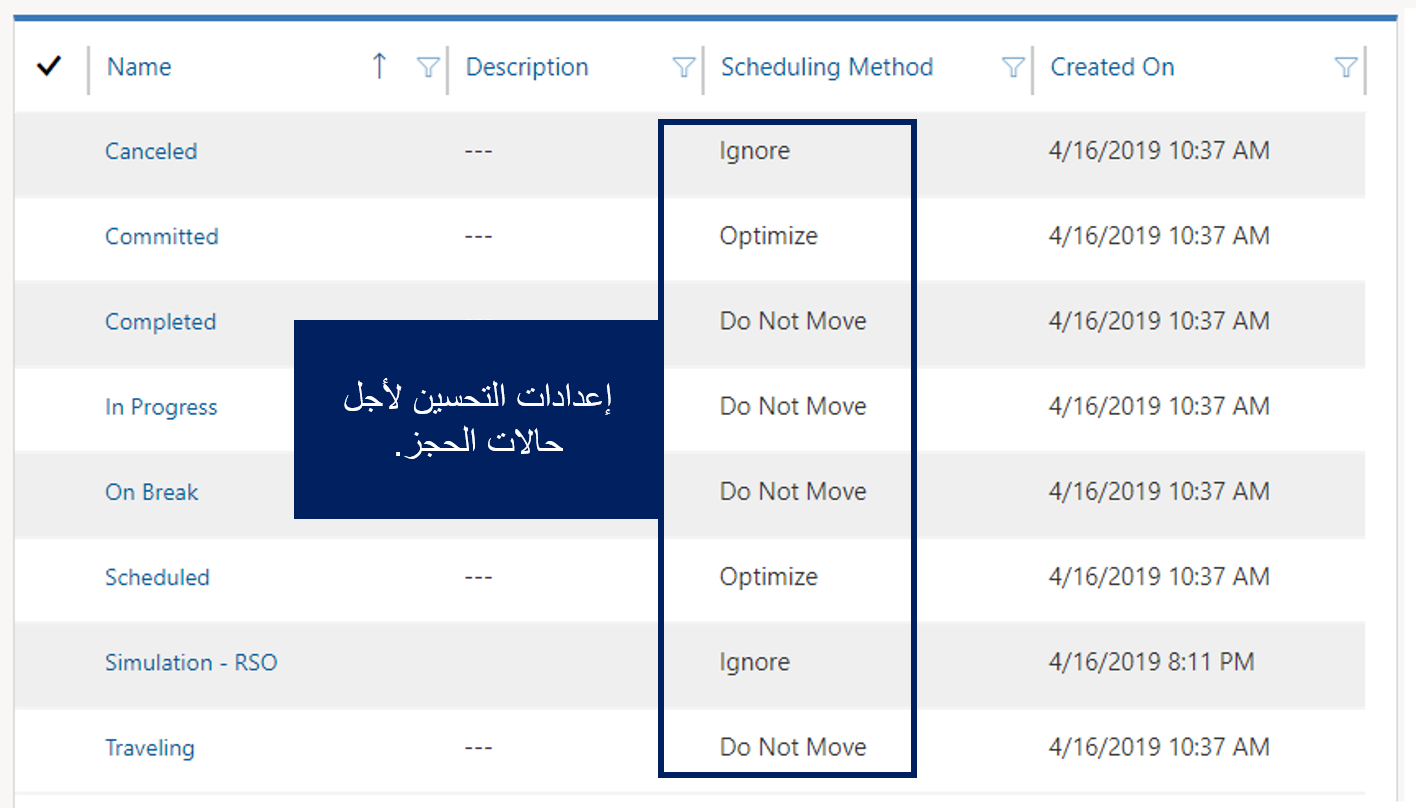 Name Description Scheduling Method Created On
Canceled --- Ignore 4/16/2019 10:37 AM
Committed --- Optimize 4/16/2019 10:37 AM
Completed Do Not Move 4/16/2019 10:37 AM
إعدادات التحسين لأجل
In Progress Do Not Move 4/16/2019 10:37 AM
حالات الحجز.
On Break Do Not Move 4/16/2019 10:37 AM
Scheduled --- Optimize 4/16/2019 10:37 AM
Simulation - RSO Ignore 4/16/2019 8:11 PM
Traveling --- Do Not Move 4/16/2019 10:37 AM